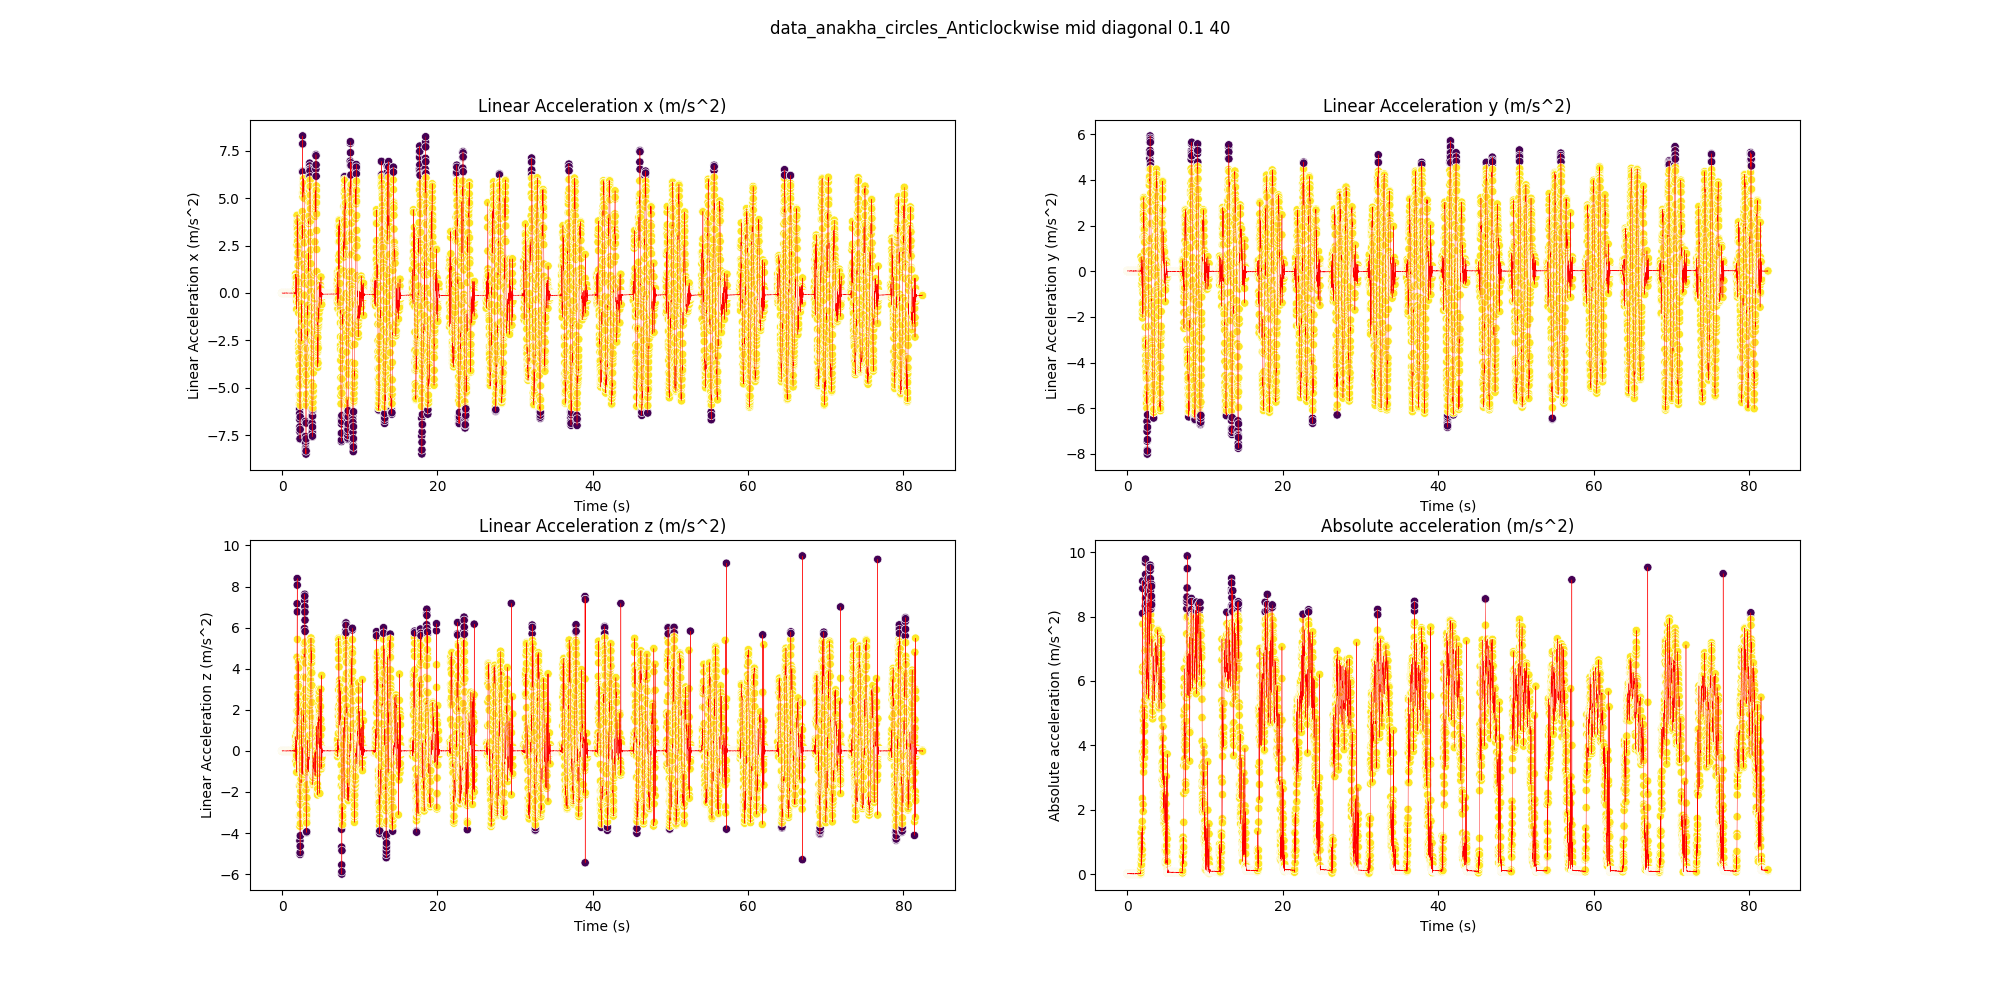 data_anakha_circles_Anticlockwise mid diagonal 0.1 40
Linear Acceleration x (m/s^2)
Linear Acceleration x (m/s^2)
7.5
5.0
2.5
0.0
−2.5
−5.0
−7.5
0 20 40 60 80
Time (s)
Linear Acceleration y (m/s^2)
Linear Acceleration y (m/s^2)
6
4
2
0
−2
−4
−6
−8
0 20 40 60 80
Time (s)
Linear Acceleration z (m/s^2)
Linear Acceleration z (m/s^2)
10
8
6
4
2
0
−2
−4
−6
0 20 40 60 80
Time (s)
Absolute acceleration (m/s^2)
Absolute acceleration (m/s^2)
10
8
6
4
2
0
0 20 40 60 80
Time (s)